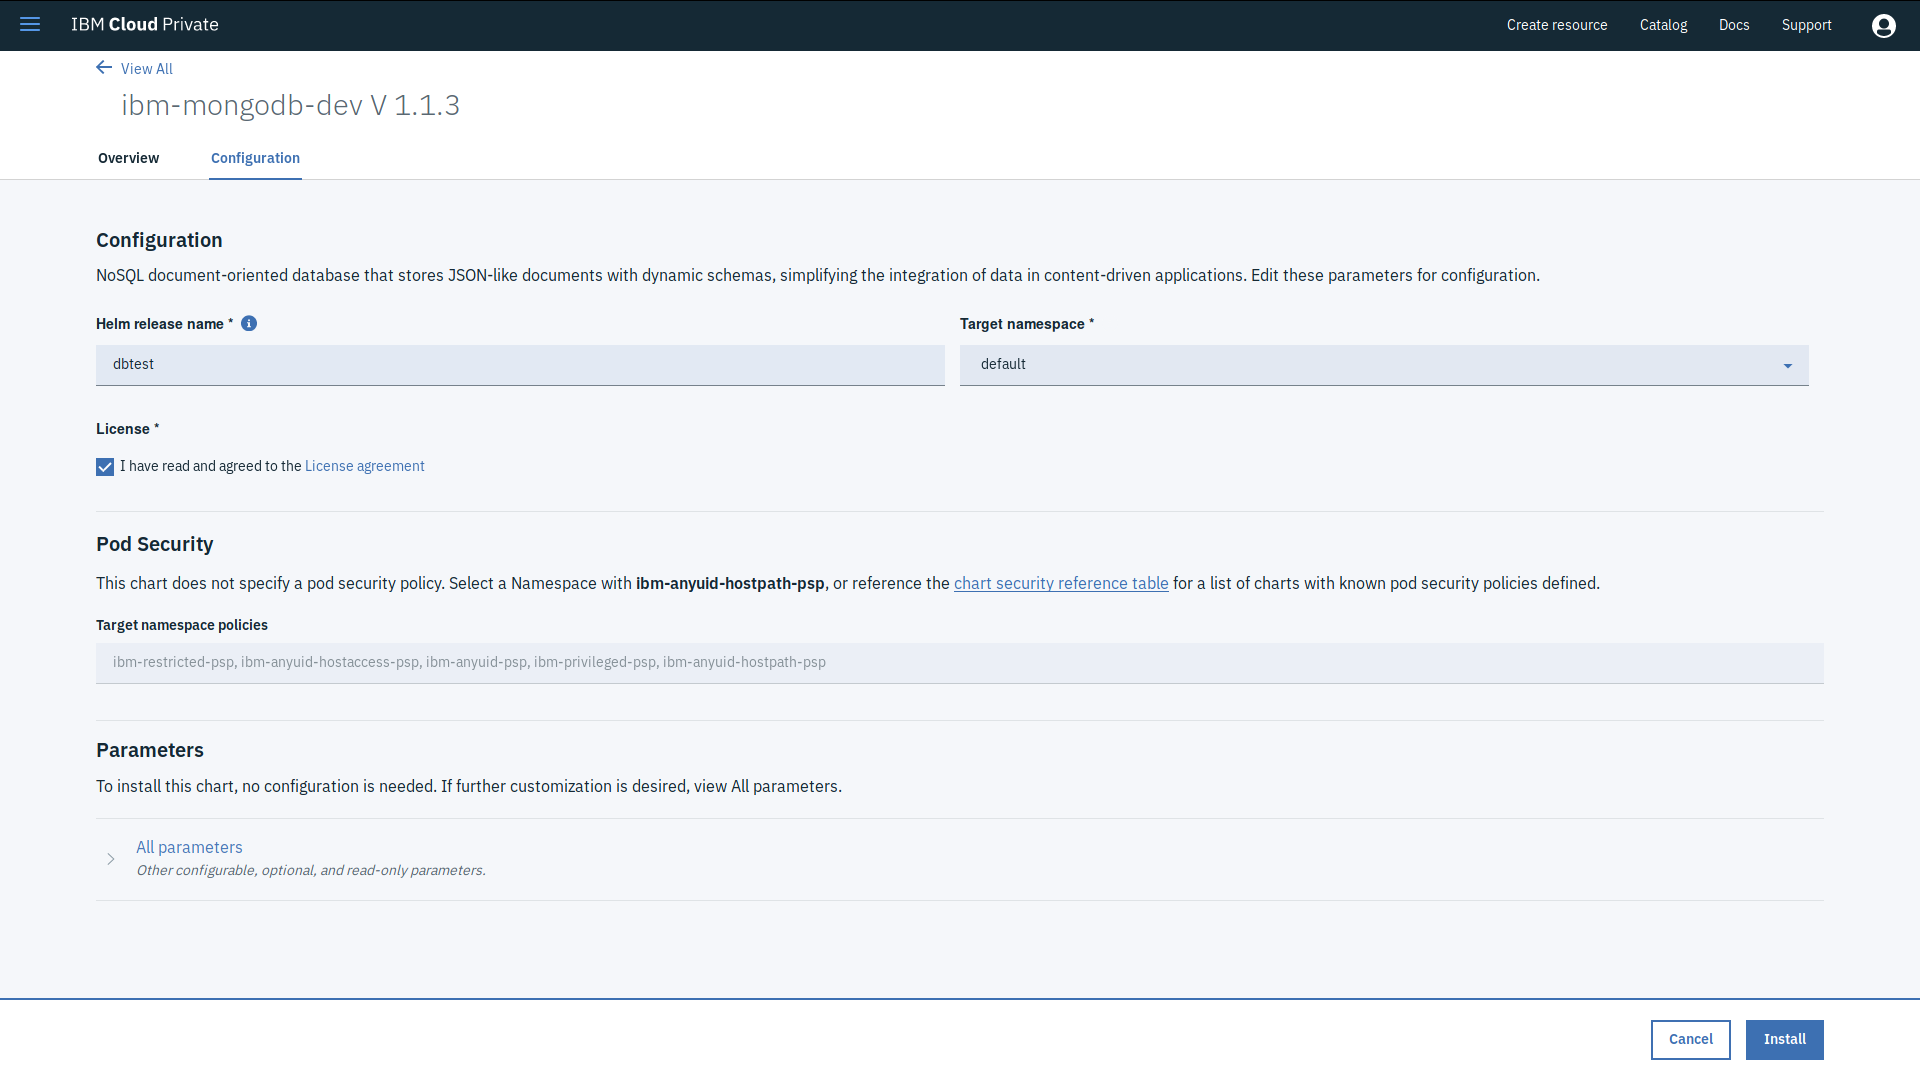 IBM Cloud Private
Create resource
Catalog
Docs
Support
View All
ibm-mongodb-dev V 1.1.3
Overview
Configuration
Configuration
NoSQL document-oriented database that stores JSON-like documents with dynamic schemas, simplifying the integration of data in content-driven applications. Edit these parameters for configuration.
Helm release name *
Target namespace *
dbtest
default
License *
I have read and agreed to the License agreement
Pod Security
This chart does not specify a pod security policy. Select a Namespace with ibm-anyuid-hostpath-psp, or reference the chart security reference table for a list of charts with known pod security policies defined.
Target namespace policies
ibm-restricted-psp, ibm-anyuid-hostaccess-psp, ibm-anyuid-psp, ibm-privileged-psp, ibm-anyuid-hostpath-psp
Parameters
To install this chart, no configuration is needed. If further customization is desired, view All parameters.
All parameters
Other configurable, optional, and read-only parameters.
Cancel
Install